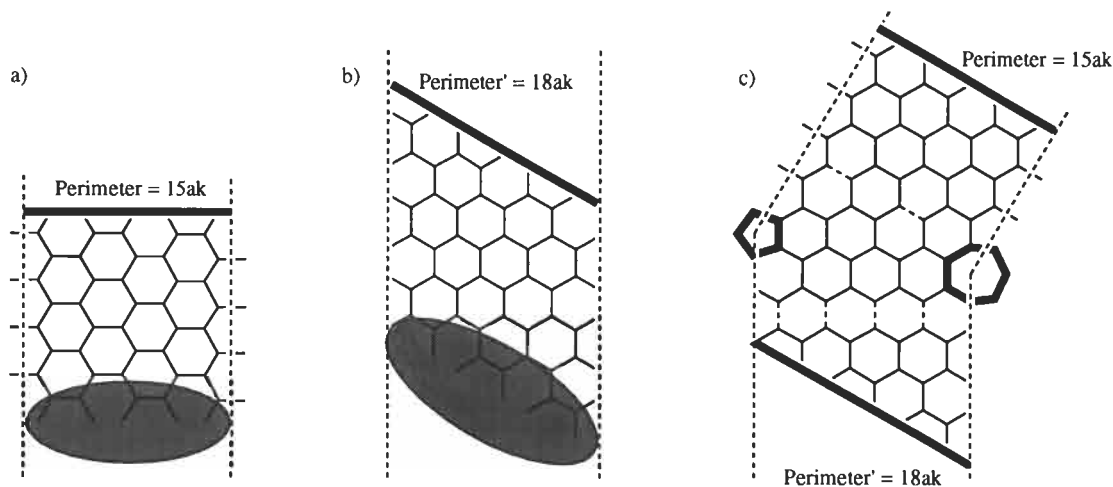 a)
Perimeter = 15ak
b)
Perimeter' = 18ak
c)
Perimeter = 15ak
Perimeter' = 18ak